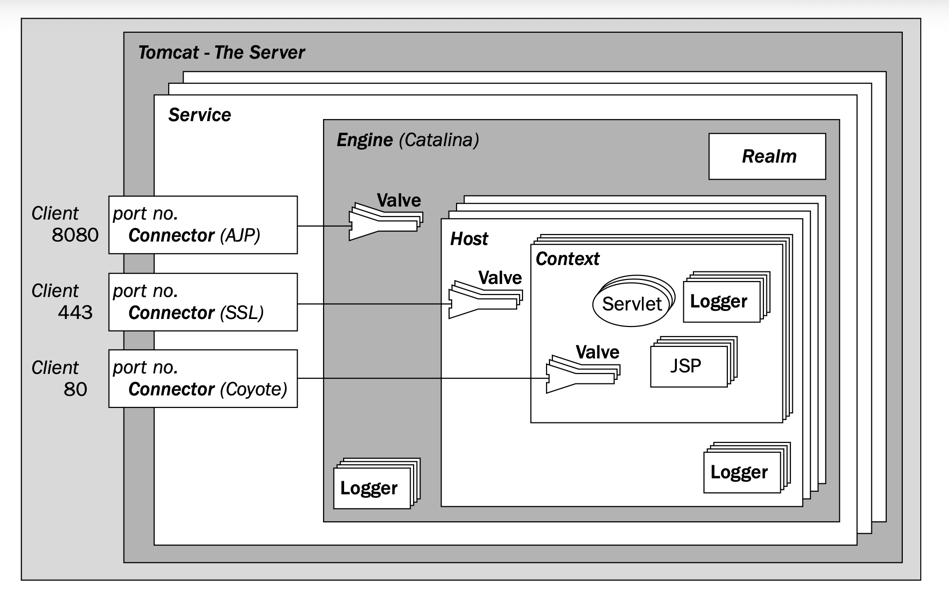 Tomcat - The Server
Service
Engine (Catalina)
Realm
Client
8080
port no.
Connector (AJP)
Valve
Host
Context
Client
443
port no.
Connector (SSL)
Valve
Servlet
Logger
Client
80
port no.
Connector (Coyote)
Valve
JSP
Logger
Logger